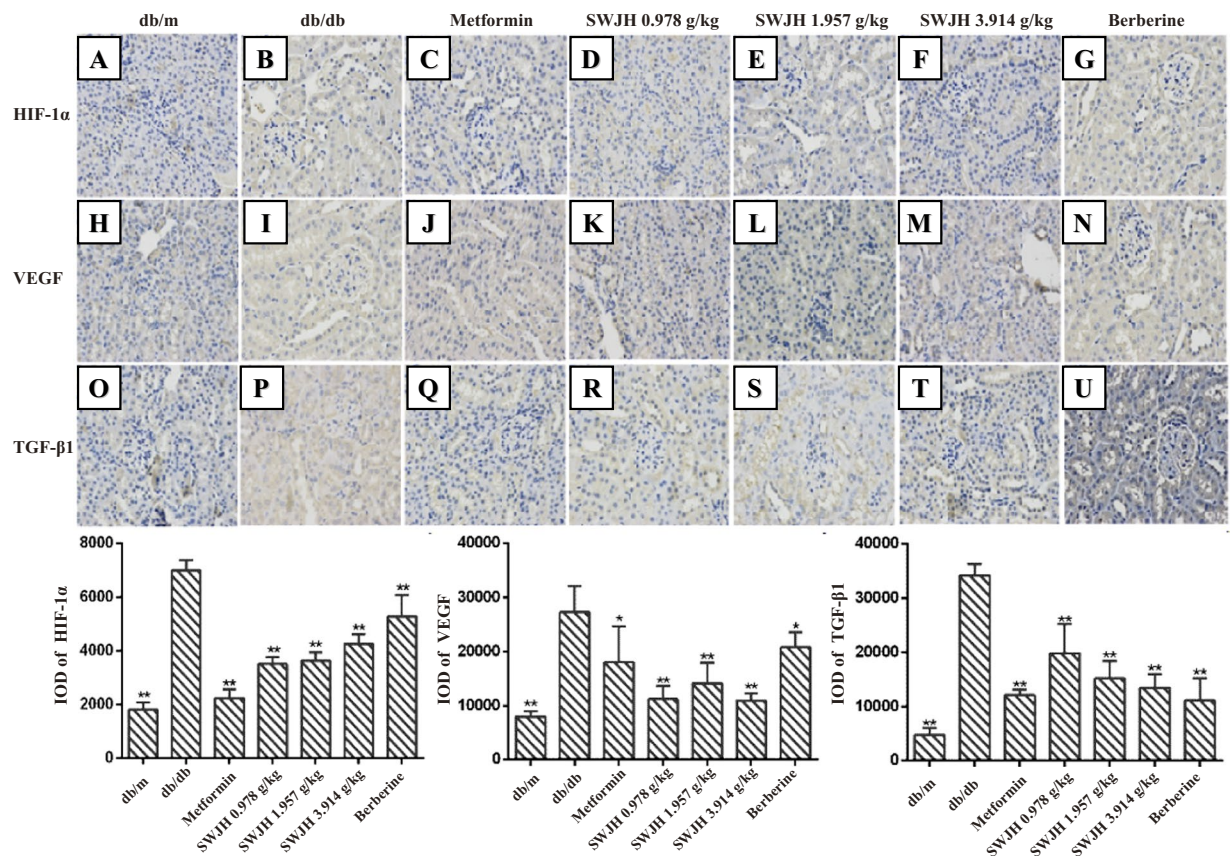 db/m db/db Metformin SWJH 0.978 g/kg SWJH 1.957 g/kg SWJH 3.914 g/kg Berberine
HIF-1α A B C D E F G
VEGF H I J K L M N
TGF-β1 O P Q R S T U
IOD of HIF-1α
8000
6000
4000
2000
0
** ** ** ** ** **
db/m db/db Metformin SWJH 0.978 g/kg SWJH 1.957 g/kg SWJH 3.914 g/kg Berberine
IOD of VEGF
40000
30000
20000
10000
0
** * ** ** ** *
db/m db/db Metformin SWJH 0.978 g/kg SWJH 1.957 g/kg SWJH 3.914 g/kg Berberine
IOD of TGF-β1
40000
30000
20000
10000
0
** ** ** ** ** **
db/m db/db Metformin SWJH 0.978 g/kg SWJH 1.957 g/kg SWJH 3.914 g/kg Berberine